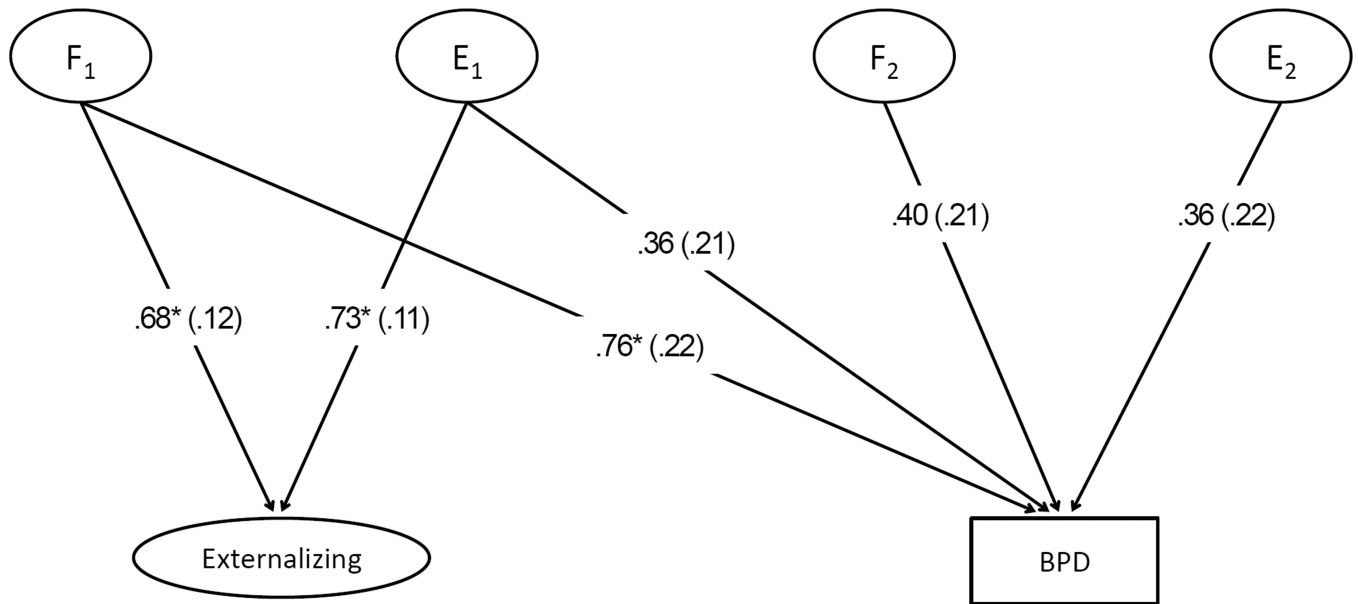 F1
E1
F2
E2
.40 (.21)
.36 (.22)
.36 (.21)
.68* (.12)
.73* (.11)
.76* (.22)
Externalizing
BPD